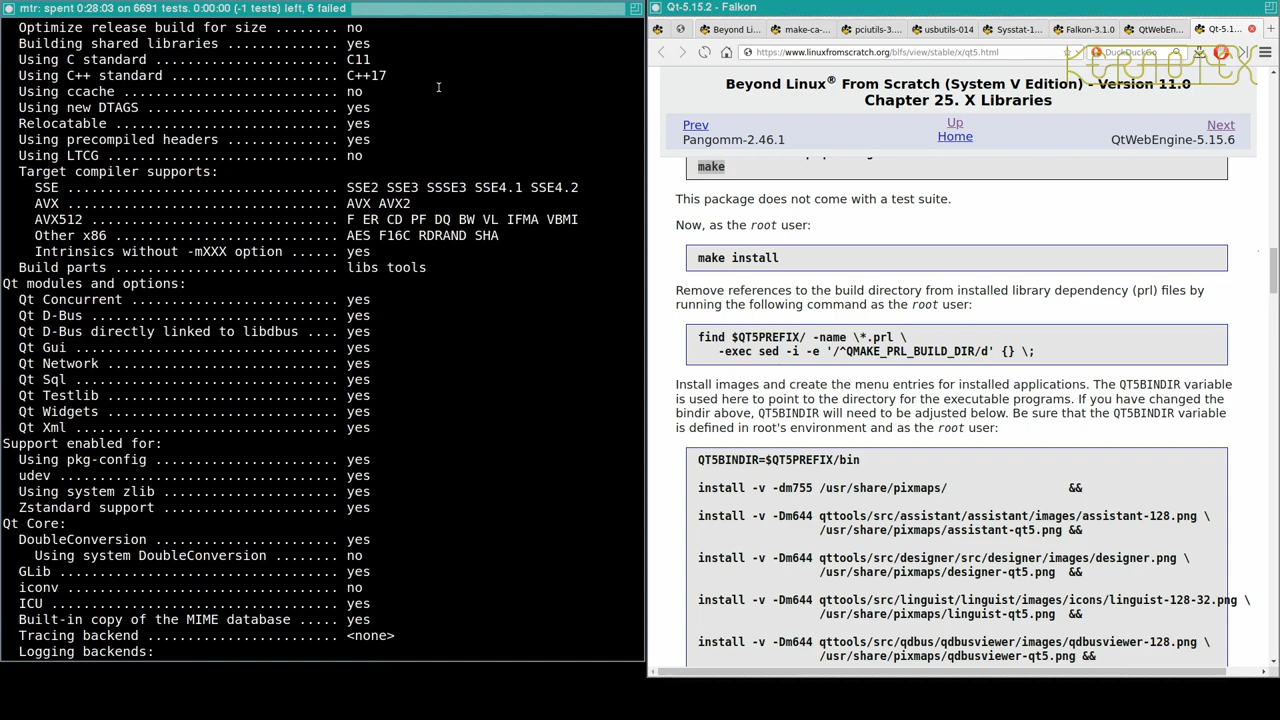 mtr: spent 0:28:03 on 6691 tests. 0:00:00 (-1 tests) left, 6 failed
Optimize release build for size ........ no
Building shared libraries .............. yes
Using C standard ....................... C11
Using C++ standard ..................... C++17
Using ccache ........................... no
Using new DTAGS ........................ yes
Relocatable ............................ yes
Using precompiled headers .............. yes
Using LTCG ............................. no
Target compiler supports:
SSE .................................. SSE2 SSE3 SSSE3 SSE4.1 SSE4.2
AVX .................................. AVX AVX2
AVX512 ............................... F ER CD PF DQ BW VL IFMA VBMI
Other x86 ............................ AES F16C RDRAND SHA
Intrinsics without -mXXX option ...... yes
Build parts ............................ libs tools
Qt modules and options:
Qt Concurrent .......................... yes
Qt D-Bus ............................... yes
Qt D-Bus directly linked to libdbus .... yes
Qt Gui ................................. yes
Qt Network ............................. yes
Qt Sql ................................. yes
Qt Testlib ............................. yes
Qt Widgets ............................. yes
Qt Xml ................................. yes
Support enabled for:
Using pkg-config ....................... yes
udev ................................... yes
Using system zlib ...................... yes
Zstandard support ...................... yes
Qt Core:
DoubleConversion ....................... yes
Using system DoubleConversion ........ no
GLib ................................... yes
iconv .................................. no
ICU .................................... yes
Built-in copy of the MIME database ..... yes
Tracing backend ........................ <none>
Logging backends:
Qt-5.15.2 - Falkon
Beyond Li... make-ca-... pciutils-3.... usbutils-014 Sysstat-1... Falkon-3.1.0 QtWebEn... Qt-5.1...
https://www.linuxfromscratch.org/blfs/view/stable/x/qt5.html DuckDuckGo
KERNOTEX
Beyond Linux® From Scratch (System V Edition) - Version 11.0
Chapter 25. X Libraries
Prev Up Next
Pangomm-2.46.1 Home QtWebEngine-5.15.6
make
This package does not come with a test suite.
Now, as the root user:
make install
Remove references to the build directory from installed library dependency (prl) files by
running the following command as the root user:
find $QT5PREFIX/ -name \*.prl \
-exec sed -i -e '/^QMAKE_PRL_BUILD_DIR/d' {} \;
Install images and create the menu entries for installed applications. The QT5BINDIR variable
is used here to point to the directory for the executable programs. If you have changed the
bindir above, QT5BINDIR will need to be adjusted below. Be sure that the QT5BINDIR variable
is defined in root's environment and as the root user:
QT5BINDIR=$QT5PREFIX/bin
install -v -dm755 /usr/share/pixmaps/ &&
install -v -Dm644 qttools/src/assistant/assistant/images/assistant-128.png \
/usr/share/pixmaps/assistant-qt5.png &&
install -v -Dm644 qttools/src/designer/src/designer/images/designer.png \
/usr/share/pixmaps/designer-qt5.png &&
install -v -Dm644 qttools/src/linguist/linguist/images/icons/linguist-128-32.png \
/usr/share/pixmaps/linguist-qt5.png &&
install -v -Dm644 qttools/src/qdbus/qdbusviewer/images/qdbusviewer-128.png \
/usr/share/pixmaps/qdbusviewer-qt5.png &&